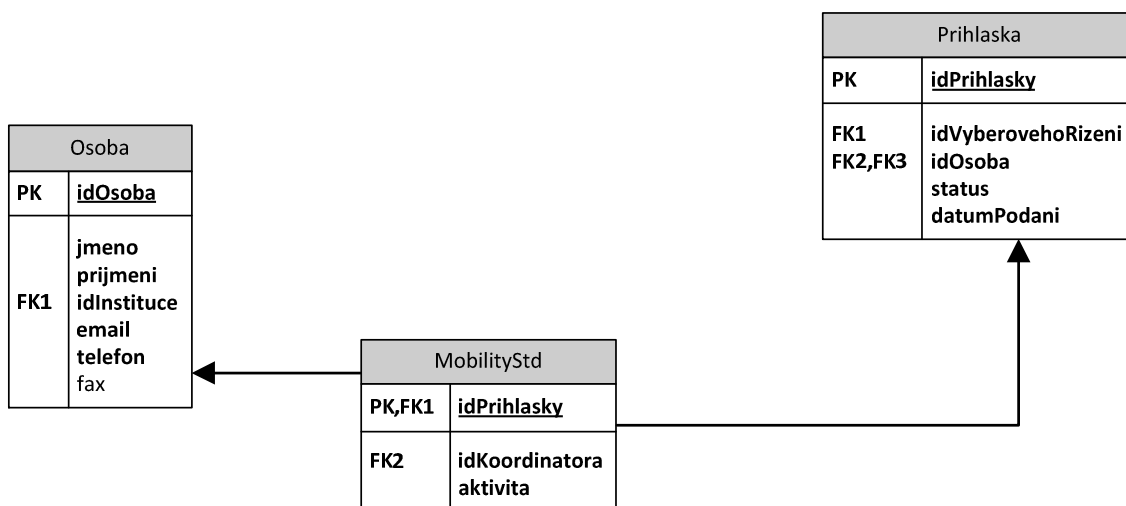 Prihlaska
PK idPrihlasky
FK1 idVyberovehoRizeni
FK2,FK3 idOsoba
status
datumPodani
Osoba
PK idOsoba
jmeno
prijmeni
FK1 idInstituce
email
telefon
fax
MobilityStd
PK,FK1 idPrihlasky
FK2 idKoordinatora
aktivita